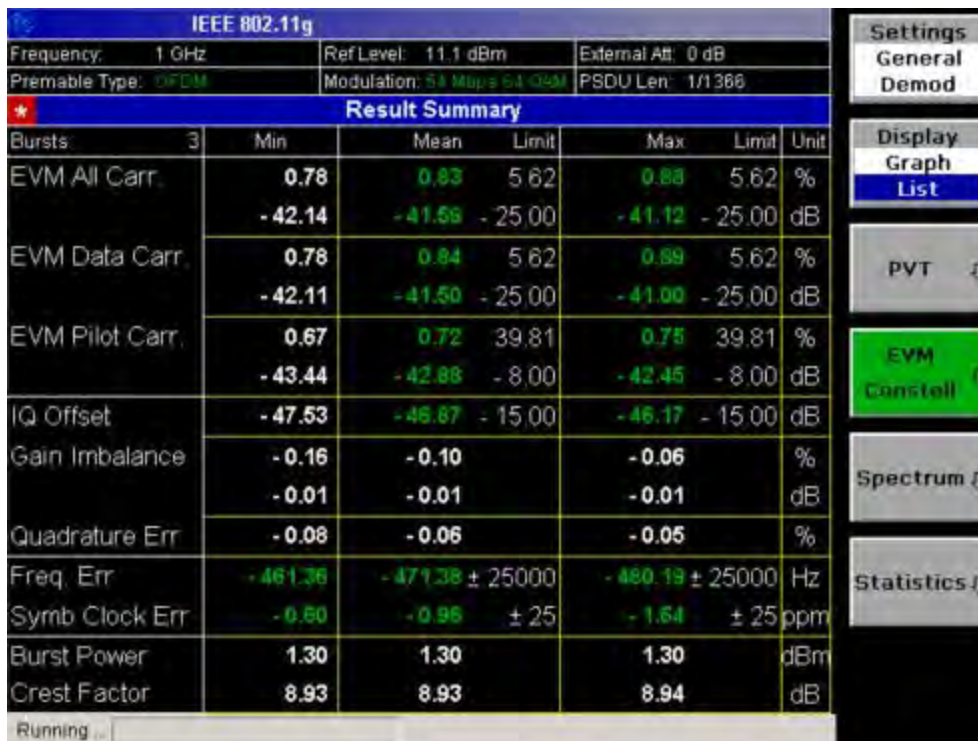 IEEE 802.11g
Frequency: 1 GHz Ref Level: 11.1 dBm External Att: 0 dB
Premable Type: OFDM Modulation: 54 Mbps 64 QAM PSDU Len: 1/1366
* Result Summary
Bursts 3 Min Mean Limit Max Limit Unit
EVM All Carr. 0.78 0.83 5.62 0.88 5.62 %
- 42.14 - 41.59 - 25.00 - 41.12 - 25.00 dB
EVM Data Carr. 0.78 0.84 5.62 0.89 5.62 %
- 42.11 - 41.50 - 25.00 - 41.00 - 25.00 dB
EVM Pilot Carr. 0.67 0.72 39.81 0.75 39.81 %
- 43.44 - 42.88 - 8.00 - 42.45 - 8.00 dB
IQ Offset - 47.53 - 46.87 - 15.00 - 46.17 - 15.00 dB
Gain Imbalance - 0.16 - 0.10 - 0.06 %
- 0.01 - 0.01 - 0.01 dB
Quadrature Err - 0.08 - 0.06 - 0.05 %
Freq. Err - 461.36 - 471.38 ± 25000 - 480.19 ± 25000 Hz
Symb Clock Err - 0.60 - 0.96 ± 25 - 1.64 ± 25 ppm
Burst Power 1.30 1.30 1.30 dBm
Crest Factor 8.93 8.93 8.94 dB
Running ...
Settings
General
Demod
Display
Graph
List
PVT
EVM
Constell
Spectrum
Statistics